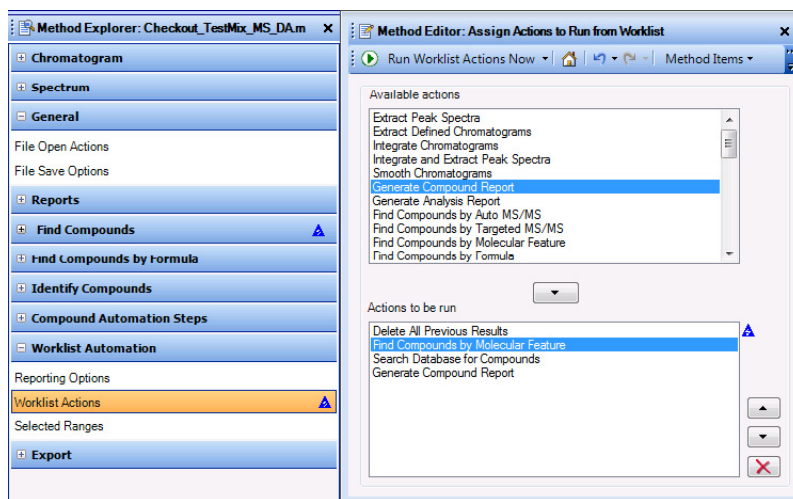 Method Explorer: Checkout_TestMix_MS_DA.m
Chromatogram
Spectrum
General
File Open Actions
File Save Options
Reports
Find Compounds
Find Compounds by Formula
Identify Compounds
Compound Automation Steps
Worklist Automation
Reporting Options
Worklist Actions
Selected Ranges
Export
Method Editor: Assign Actions to Run from Worklist
Run Worklist Actions Now
Method Items
Available actions
Extract Peak Spectra
Extract Defined Chromatograms
Integrate Chromatograms
Integrate and Extract Peak Spectra
Smooth Chromatograms
Generate Compound Report
Generate Analysis Report
Find Compounds by Auto MS/MS
Find Compounds by Targeted MS/MS
Find Compounds by Molecular Feature
Find Compounds by Formula
Actions to be run
Delete All Previous Results
Find Compounds by Molecular Feature
Search Database for Compounds
Generate Compound Report